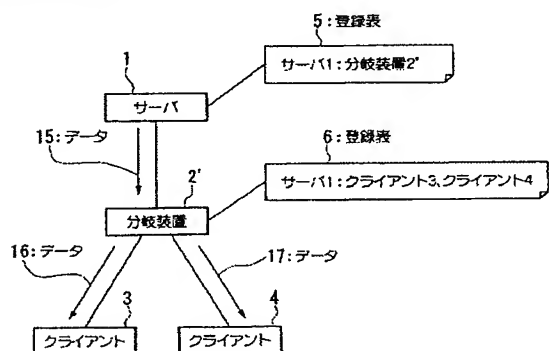 5:登録表
サーバ1:分岐装置2'
1
サーバ
15:データ
6:登録表
サーバ1:クライアント3、クライアント4
2'
分岐装置
16:データ
17:データ
3
4
クライアント
クライアント